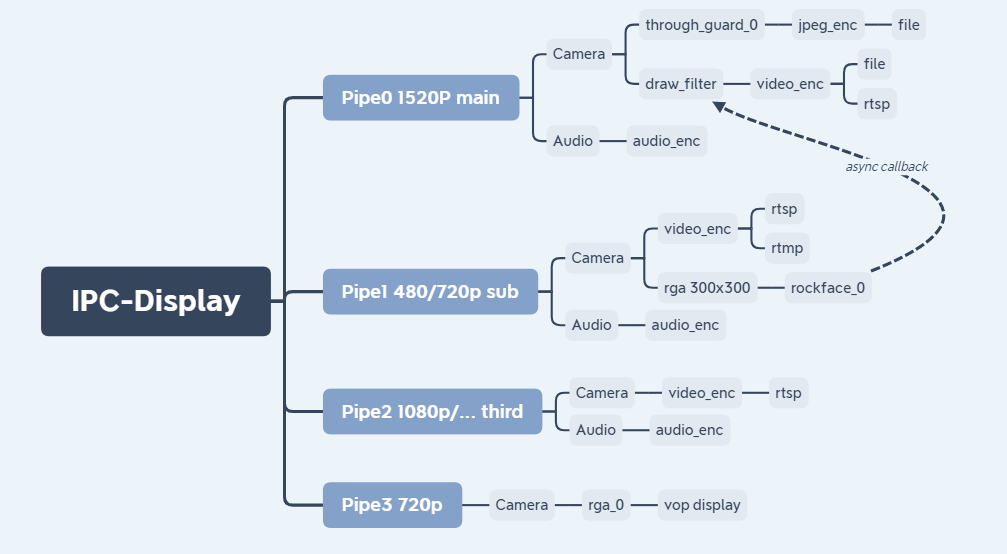 IPC-Display
Pipe0 1520P main
Camera
through_guard_0
jpeg_enc
file
draw_filter
video_enc
file
rtsp
Audio
audio_enc
async callback
Pipe1 480/720p sub
Camera
video_enc
rtsp
rtmp
rga 300x300
rockface_0
Audio
audio_enc
Pipe2 1080p/... third
Camera
video_enc
rtsp
Audio
audio_enc
Pipe3 720p
Camera
rga_0
vop display